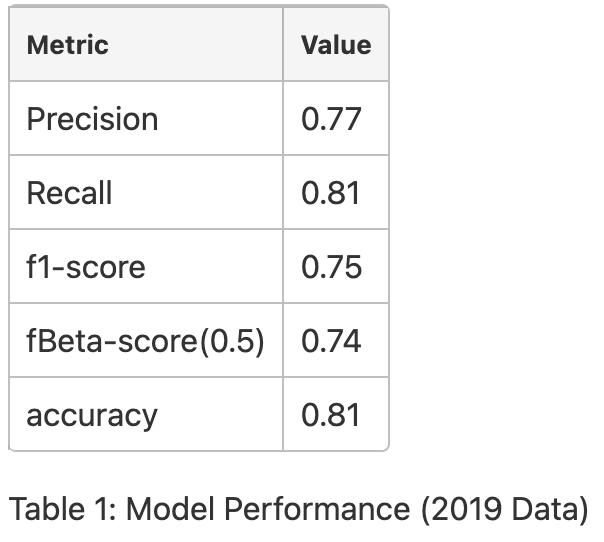 Metric Value
Precision 0.77
Recall 0.81
f1-score 0.75
fBeta-score(0.5) 0.74
accuracy 0.81
Table 1: Model Performance (2019 Data)